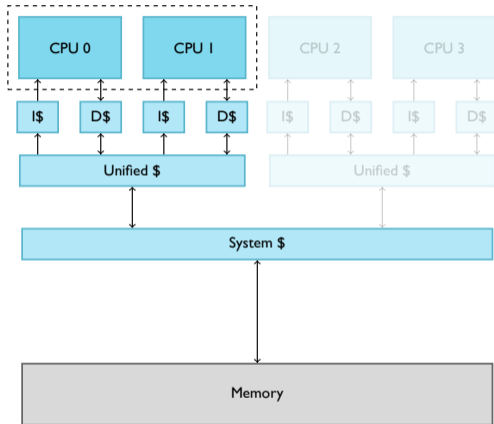 CPU 0
CPU 1
CPU 2
CPU 3
I$
D$
I$
D$
I$
D$
I$
D$
Unified $
Unified $
System $
Memory